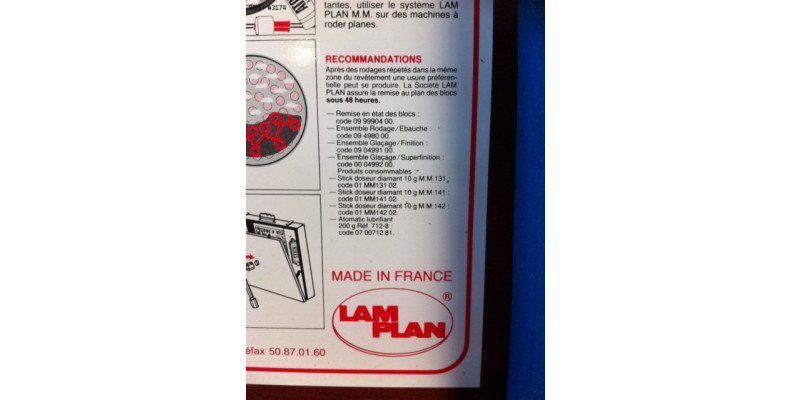 tantes, utiliser le système LAM
PLAN M.M. sur des machines à
roder planes.
RECOMMANDATIONS
Après des rodages répétés dans la même
zone du revêtement une usure préféren-
tielle peut se produire. La Société LAM
PLAN assure la remise au plan des blocs
sous 48 heures.
— Remise en état des blocs :
code 09 99904 00.
— Ensemble Rodage/Ebauche :
code 09 4980 00.
— Ensemble Glaçage/Finition :
code 09 04991 00.
— Ensemble Glaçage/Superfinition :
code 00 04992 00.
Produits consommables :
— Stick doseur diamant 10 g M.M.131,
code 01 MM131 02.
— Stick doseur diamant 10 g M.M.141 :
code 01 MM141 02.
— Stick doseur diamant 10 g M.M.142 :
code 01 MM142 02.
— Atomatic lubrifiant
200 g Réf. 712-8 :
code 07 00712 81.
MADE IN FRANCE
LAM
PLAN
®
éfax 50.87.01.60